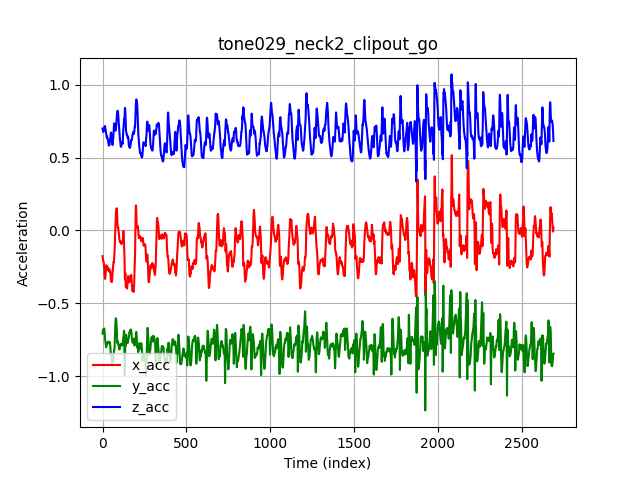 tone029_neck2_clipout_go
1.0
0.5
0.0
−0.5
−1.0
Acceleration
x_acc
y_acc
z_acc
0
500
1000
1500
2000
2500
Time (index)